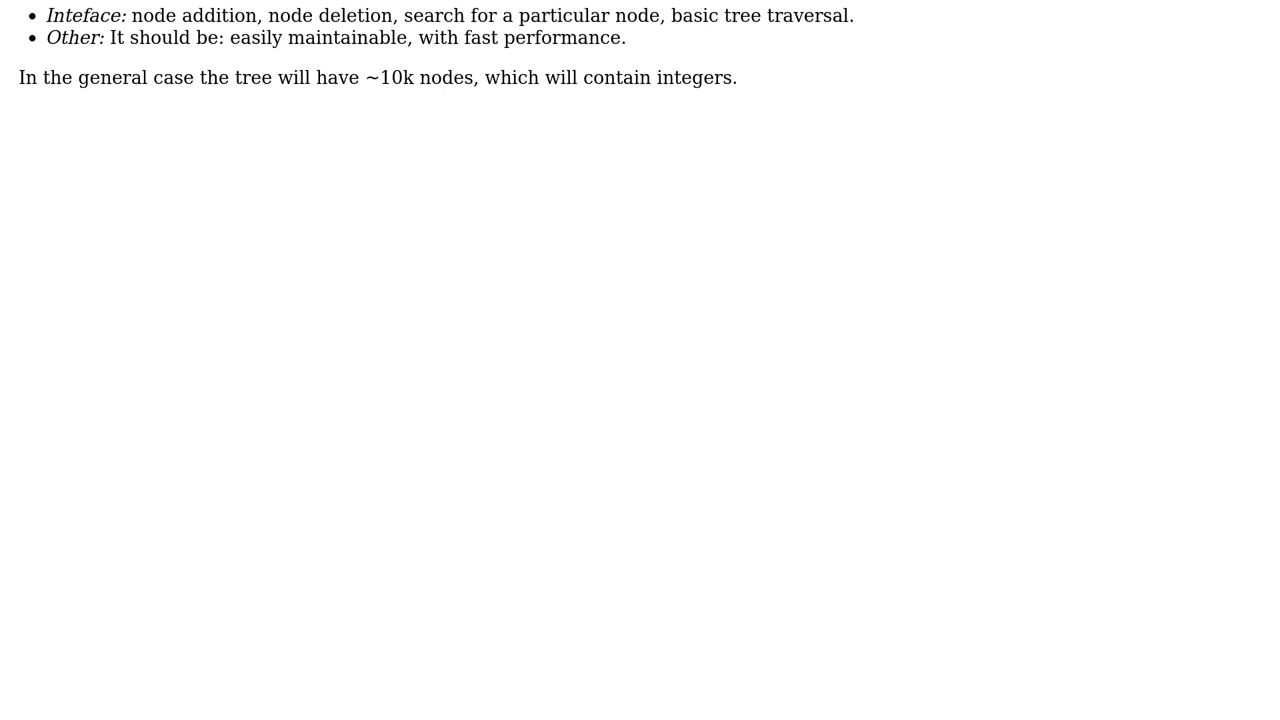 • Inteface: node addition, node deletion, search for a particular node, basic tree traversal.
• Other: It should be: easily maintainable, with fast performance.
In the general case the tree will have ~10k nodes, which will contain integers.